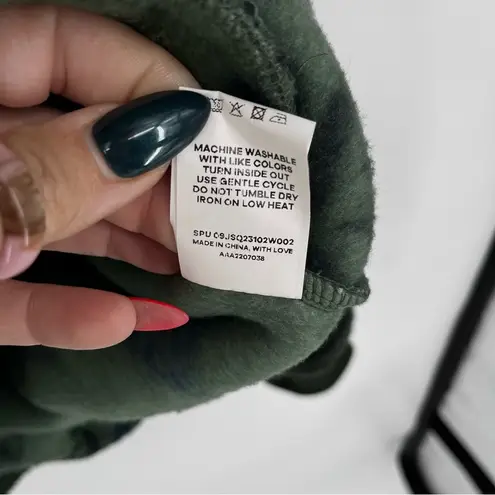 MACHINE WASHABLE
WITH LIKE COLORS
TURN INSIDE OUT
USE GENTLE CYCLE
DO NOT TUMBLE DRY
IRON ON LOW HEAT
SPU 09JSQ23102W002
MADE IN CHINA, WITH LOVE
AAA2207038